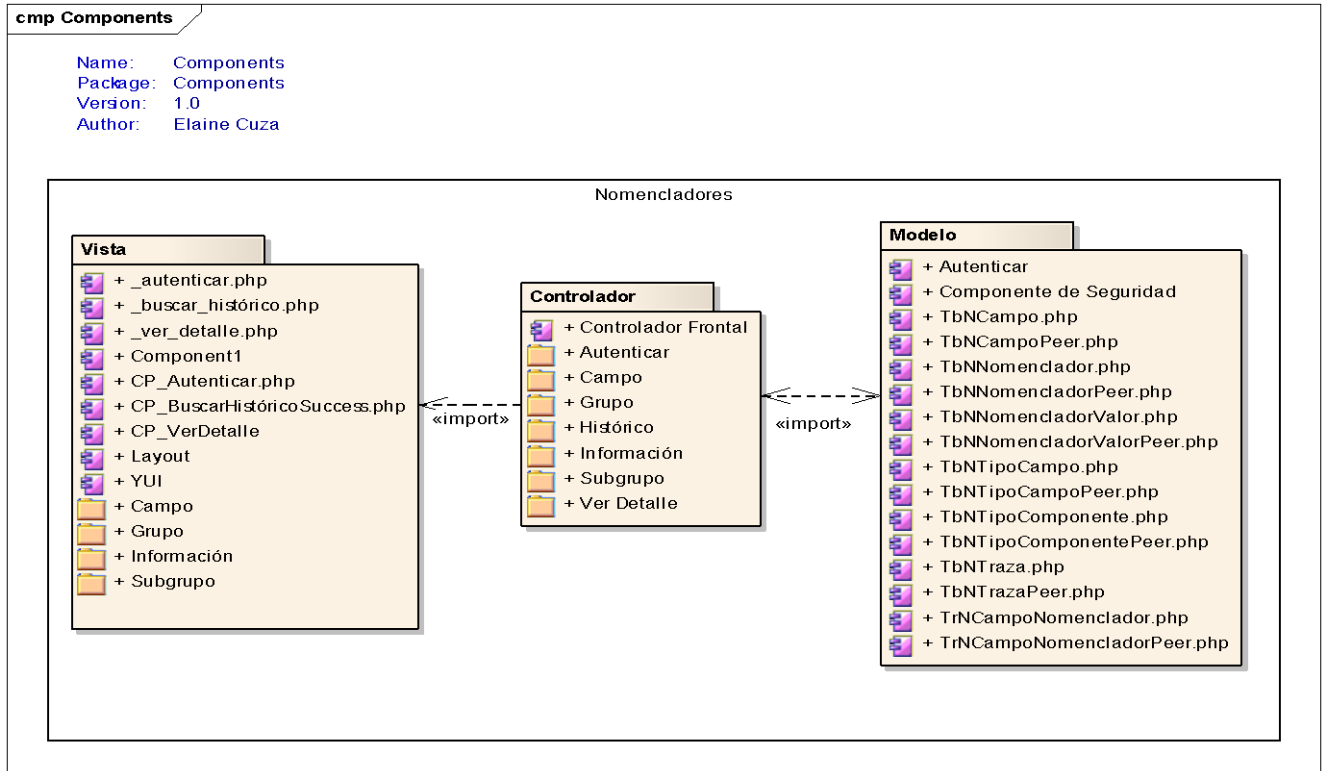 cmp Components
Name: Components
Package: Components
Version: 1.0
Author: Elaine Cuza
Nomencladores
Vista
+ _autenticar.php
+ _buscar_histórico.php
+ _ver_detalle.php
+ Component1
+ CP_Autenticar.php
+ CP_BuscarHistóricoSuccess.php
+ CP_VerDetalle
+ Layout
+ YUI
+ Campo
+ Grupo
+ Información
+ Subgrupo
«import»
Controlador
+ Controlador Frontal
+ Autenticar
+ Campo
+ Grupo
+ Histórico
+ Información
+ Subgrupo
+ Ver Detalle
«import»
Modelo
+ Autenticar
+ Componente de Seguridad
+ TbNCampo.php
+ TbNCampoPeer.php
+ TbNNomenclador.php
+ TbNNomencladorPeer.php
+ TbNNomencladorValor.php
+ TbNNomencladorValorPeer.php
+ TbNTipoCampo.php
+ TbNTipoCampoPeer.php
+ TbNTipoComponente.php
+ TbNTipoComponentePeer.php
+ TbNTraza.php
+ TbNTrazaPeer.php
+ TrNCampoNomenclador.php
+ TrNCampoNomencladorPeer.php